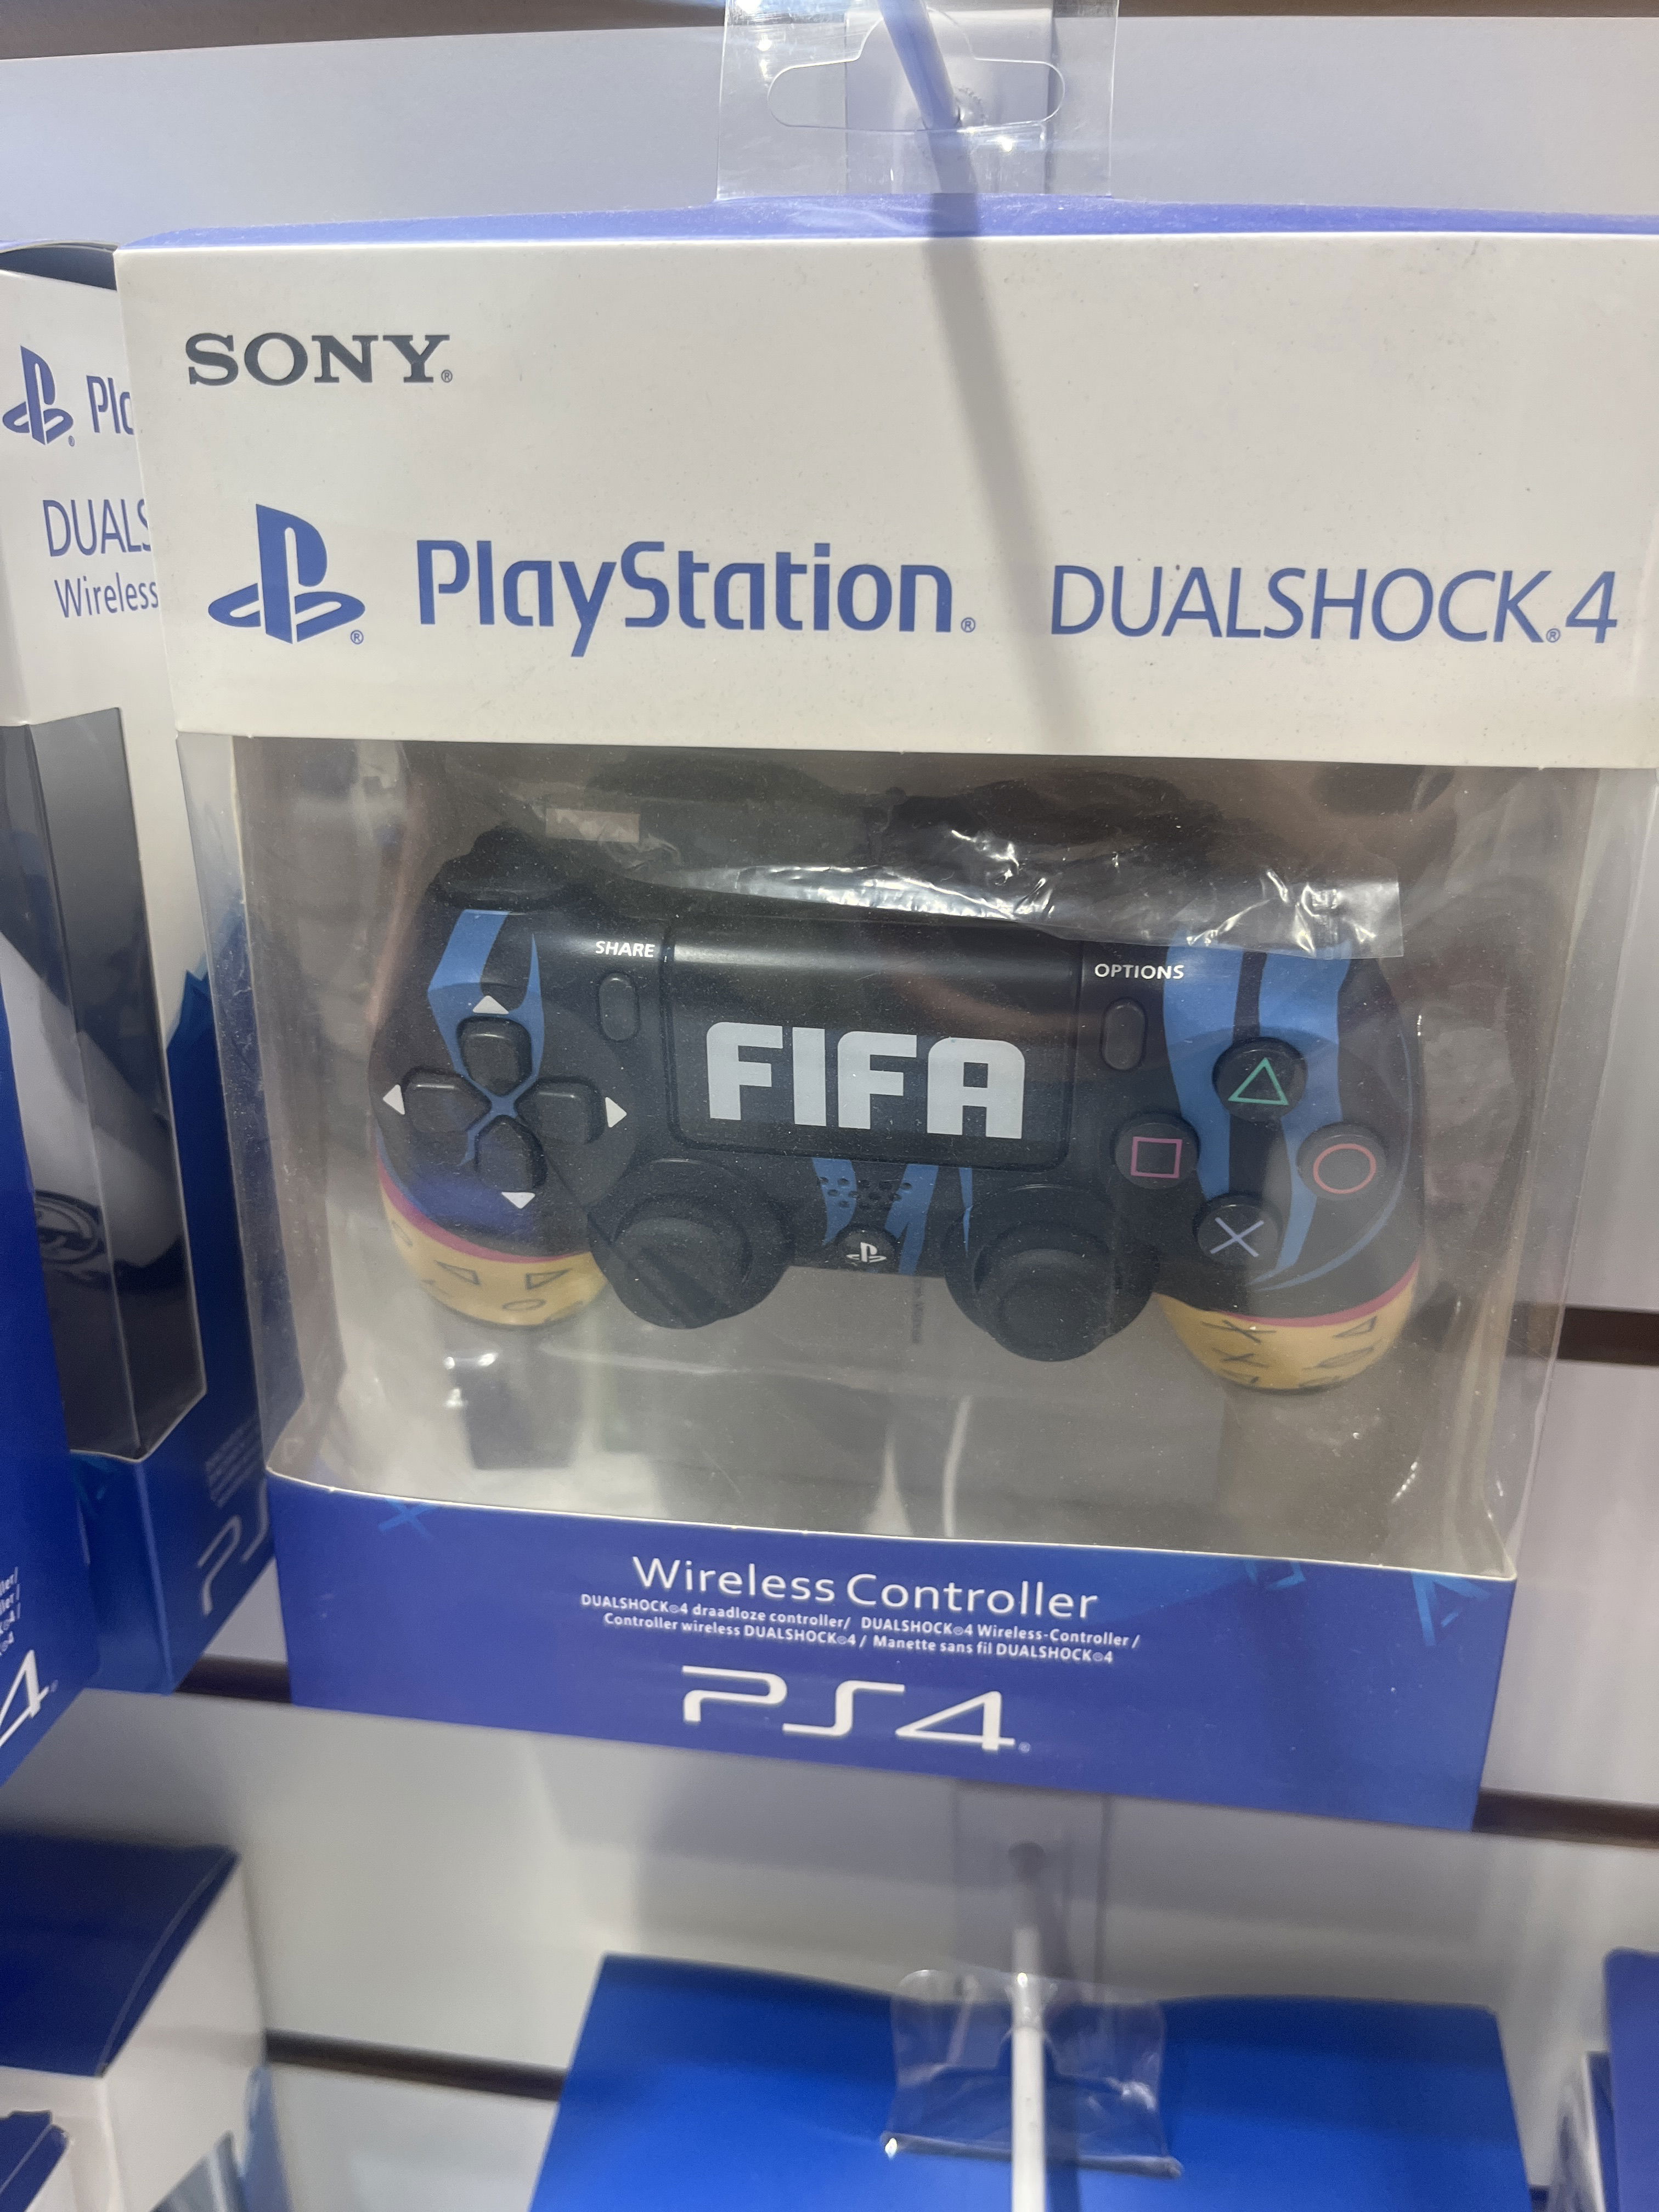 SONY®
PlayStation® DUALSHOCK®4
Wireless
SHARE
OPTIONS
FIFA
Wireless Controller
DUALSHOCK®4 draadloze controller/ DUALSHOCK®4 Wireless-Controller /
Controller wireless DUALSHOCK®4 / Manette sans fil DUALSHOCK®4
PS4®